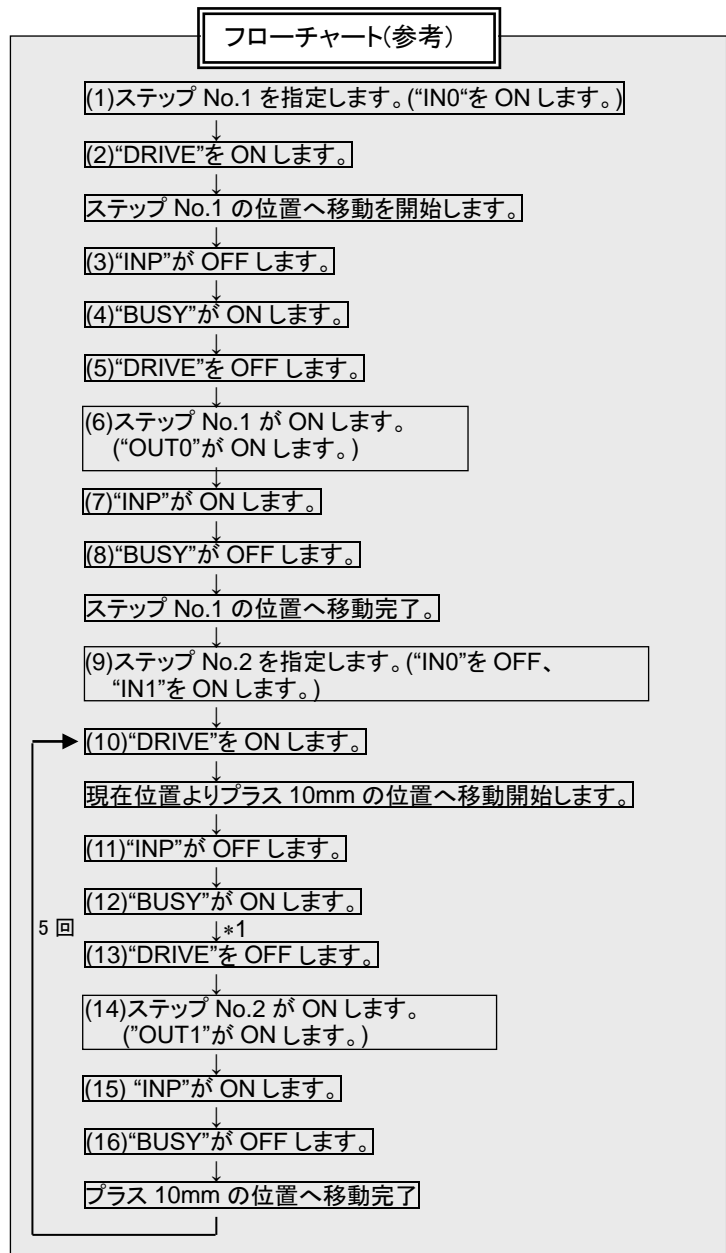 フローチャート(参考)
(1)ステップ No.1 を指定します。(“IN0“を ON します。)
↓
(2)“DRIVE”を ON します。
↓
ステップ No.1 の位置へ移動を開始します。
↓
(3)“INP”が OFF します。
↓
(4)“BUSY”が ON します。
↓
(5)“DRIVE”を OFF します。
↓
(6)ステップ No.1 が ON します。
(“OUT0”が ON します。)
↓
(7)“INP”が ON します。
↓
(8)“BUSY”が OFF します。
↓
ステップ No.1 の位置へ移動完了。
↓
(9)ステップ No.2 を指定します。(“IN0”を OFF、
“IN1”を ON します。)
↓
(10)“DRIVE”を ON します。
↓
現在位置よりプラス 10mm の位置へ移動開始します。
↓
(11)“INP”が OFF します。
↓
(12)“BUSY”が ON します。
5 回
↓*1
(13)“DRIVE”を OFF します。
↓
(14)ステップ No.2 が ON します。
(”OUT1”が ON します。)
↓
(15) “INP”が ON します。
↓
(16)“BUSY”が OFF します。
↓
プラス 10mm の位置へ移動完了